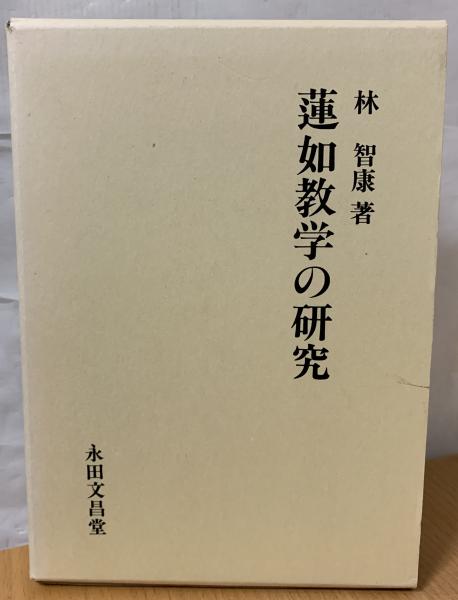 林 智康 著
蓮如教学の研究
永田文昌堂